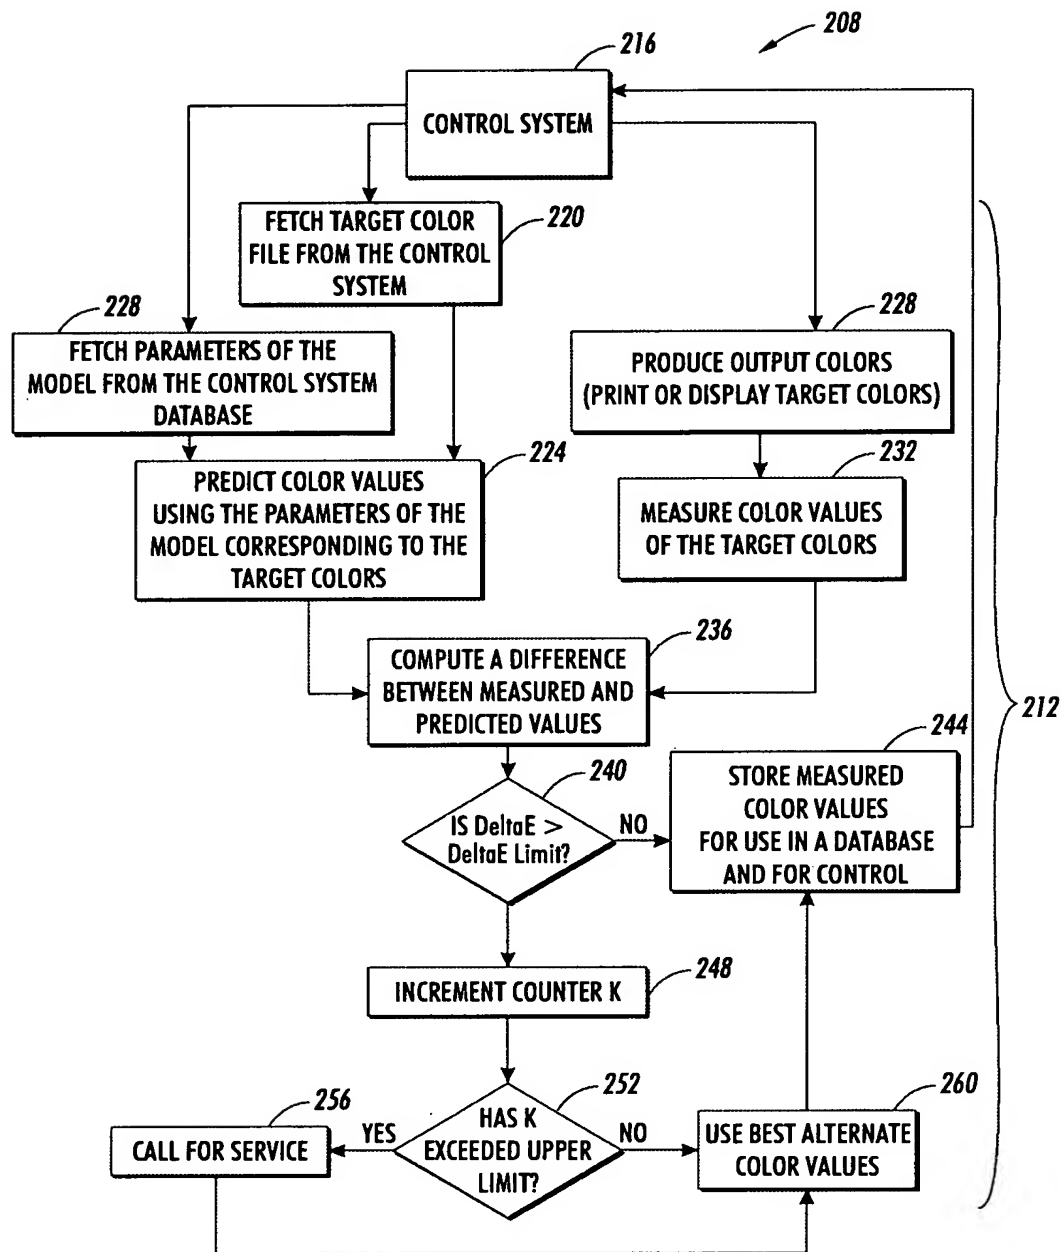 208
216
CONTROL SYSTEM
FETCH TARGET COLOR
FILE FROM THE CONTROL
SYSTEM
220
228
FETCH PARAMETERS OF THE
MODEL FROM THE CONTROL SYSTEM
DATABASE
228
PRODUCE OUTPUT COLORS
(PRINT OR DISPLAY TARGET COLORS)
224
PREDICT COLOR VALUES
USING THE PARAMETERS OF THE
MODEL CORRESPONDING TO THE
TARGET COLORS
232
MEASURE COLOR VALUES
OF THE TARGET COLORS
236
COMPUTE A DIFFERENCE
BETWEEN MEASURED AND
PREDICTED VALUES
212
240
IS DeltaE >
DeltaE Limit?
NO
244
STORE MEASURED
COLOR VALUES
FOR USE IN A DATABASE
AND FOR CONTROL
248
INCREMENT COUNTER K
252
HAS K
EXCEEDED UPPER
LIMIT?
YES
NO
256
CALL FOR SERVICE
260
USE BEST ALTERNATE
COLOR VALUES